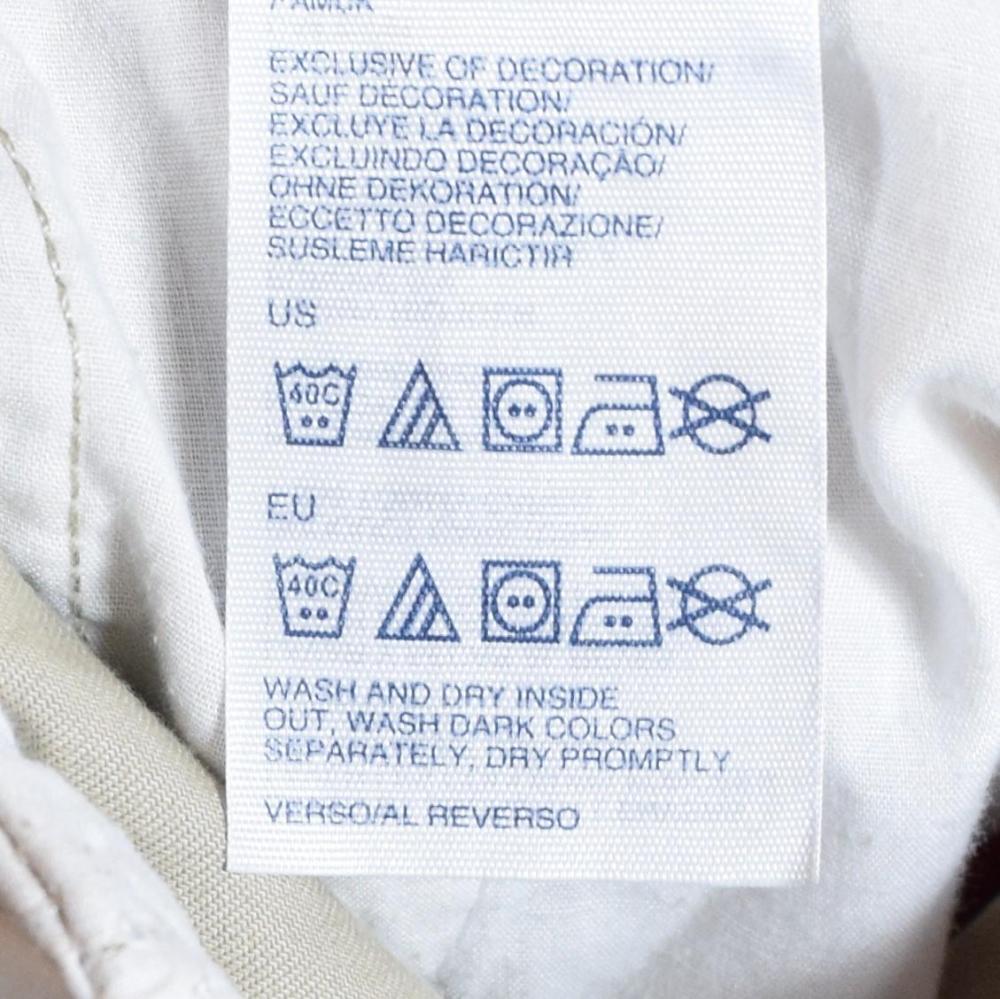 EXCLUSIVE OF DECORATION/
SAUF DÉCORATION/
EXCLUYE LA DECORACIÓN/
EXCLUINDO DECORAÇÃO/
OHNE DEKORATION/
ECCETTO DECORAZIONE/
SUSLEME HARICTIR
US
40C
EU
40C
WASH AND DRY INSIDE
OUT, WASH DARK COLORS
SEPARATELY, DRY PROMPTLY
VERSO/AL REVERSO